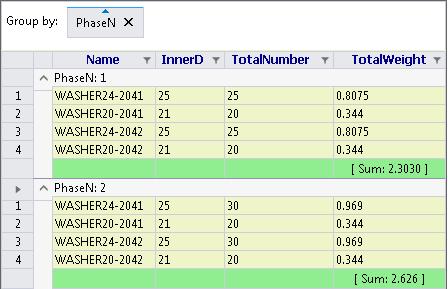 Group by: PhaseN ✕
Name InnerD TotalNumber TotalWeight
PhaseN: 1
1 WASHER24-2041 25 25 0.8075
2 WASHER20-2041 21 20 0.344
3 WASHER24-2042 25 25 0.8075
4 WASHER20-2042 21 20 0.344
[ Sum: 2.3030 ]
PhaseN: 2
1 WASHER24-2041 25 30 0.969
2 WASHER20-2041 21 20 0.344
3 WASHER24-2042 25 30 0.969
4 WASHER20-2042 21 20 0.344
[ Sum: 2.626 ]